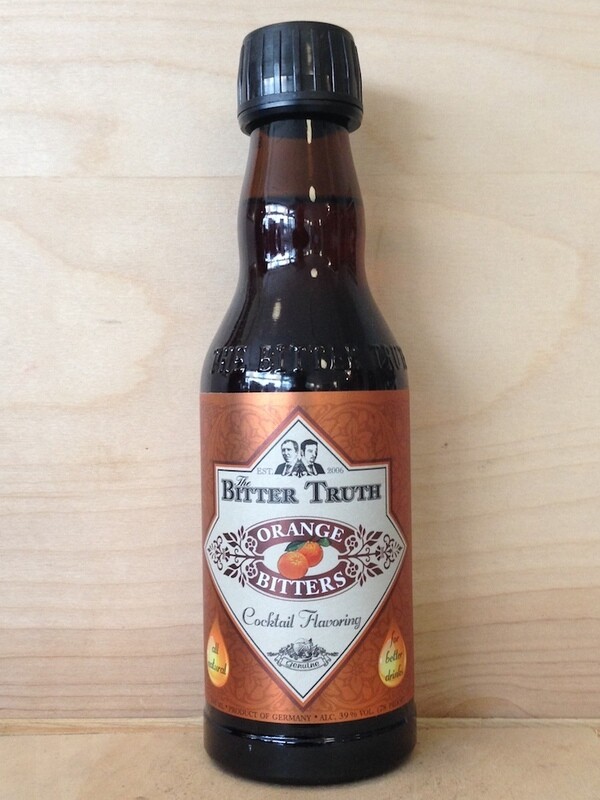 THE BITTER TRUTH
EST. 2006
The
BITTER TRUTH
ORANGE
BITTERS
Cocktail Flavoring
Genuine
all
natural
for
better
drinks
• PRODUCT OF GERMANY • ALC. 39% VOL.